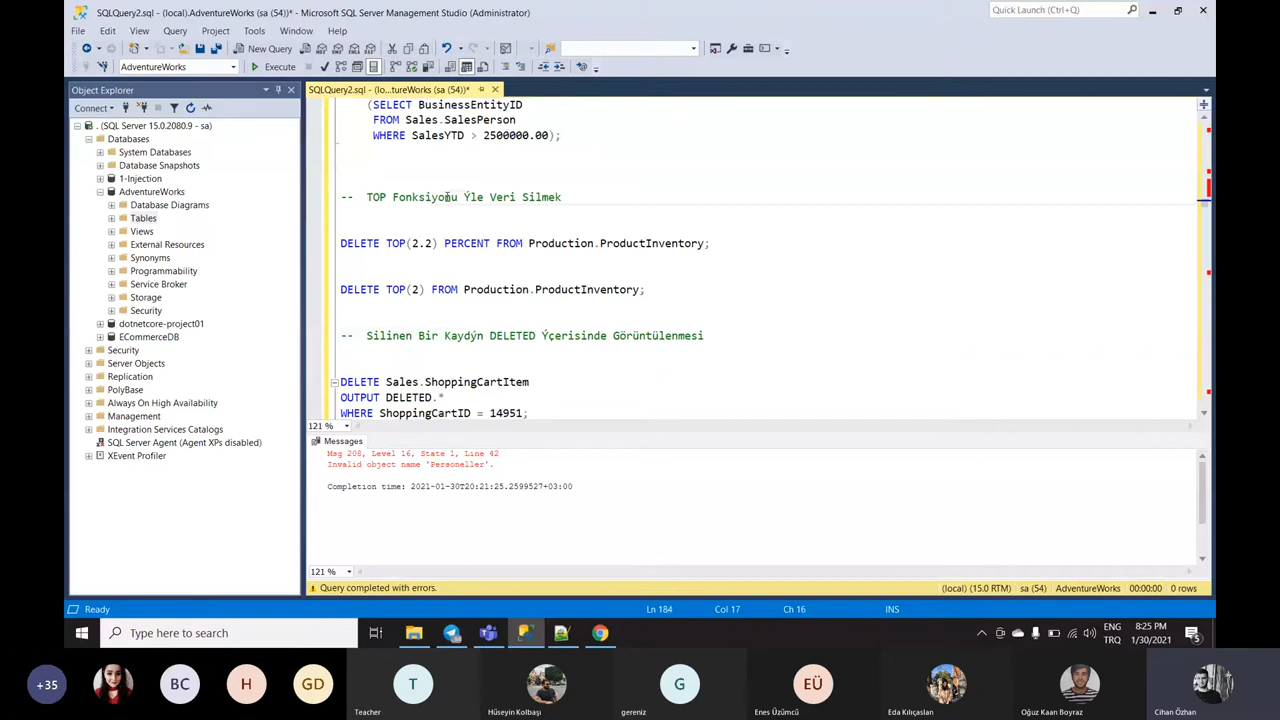 SQLQuery2.sql - (local).AdventureWorks (sa (54))* - Microsoft SQL Server Management Studio (Administrator)
Quick Launch (Ctrl+Q)
File Edit View Query Project Tools Window Help
New Query
AdventureWorks
Execute
Object Explorer
SQLQuery2.sql - (lo...tureWorks (sa (54))*
Connect
. (SQL Server 15.0.2080.9 - sa)
Databases
System Databases
Database Snapshots
1-Injection
AdventureWorks
Database Diagrams
Tables
Views
External Resources
Synonyms
Programmability
Service Broker
Storage
Security
dotnetcore-project01
ECommerceDB
Security
Server Objects
Replication
PolyBase
Always On High Availability
Management
Integration Services Catalogs
SQL Server Agent (Agent XPs disabled)
XEvent Profiler
(SELECT BusinessEntityID
FROM Sales.SalesPerson
WHERE SalesYTD > 2500000.00);
-- TOP Fonksiyonu Ýle Veri Silmek
DELETE TOP(2.2) PERCENT FROM Production.ProductInventory;
DELETE TOP(2) FROM Production.ProductInventory;
-- Silinen Bir Kaydýn DELETED Ýçerisinde Görüntülenmesi
DELETE Sales.ShoppingCartItem
OUTPUT DELETED.*
WHERE ShoppingCartID = 14951;
121 %
Messages
Msg 208, Level 16, State 1, Line 42
Invalid object name 'Personeller'.
Completion time: 2021-01-30T20:21:25.2599527+03:00
121 %
Query completed with errors.
(local) (15.0 RTM) sa (54) AdventureWorks 00:00:00 0 rows
Ready
Ln 184 Col 17 Ch 16 INS
Type here to search
ENG
TRQ
8:25 PM
1/30/2021
5
+35 BC H GD T G EÜ
Teacher Hüseyin Kolbaşı gereniz Enes Üzümcü Eda Kılıçaslan Oğuz Kaan Boyraz Cihan Özhan